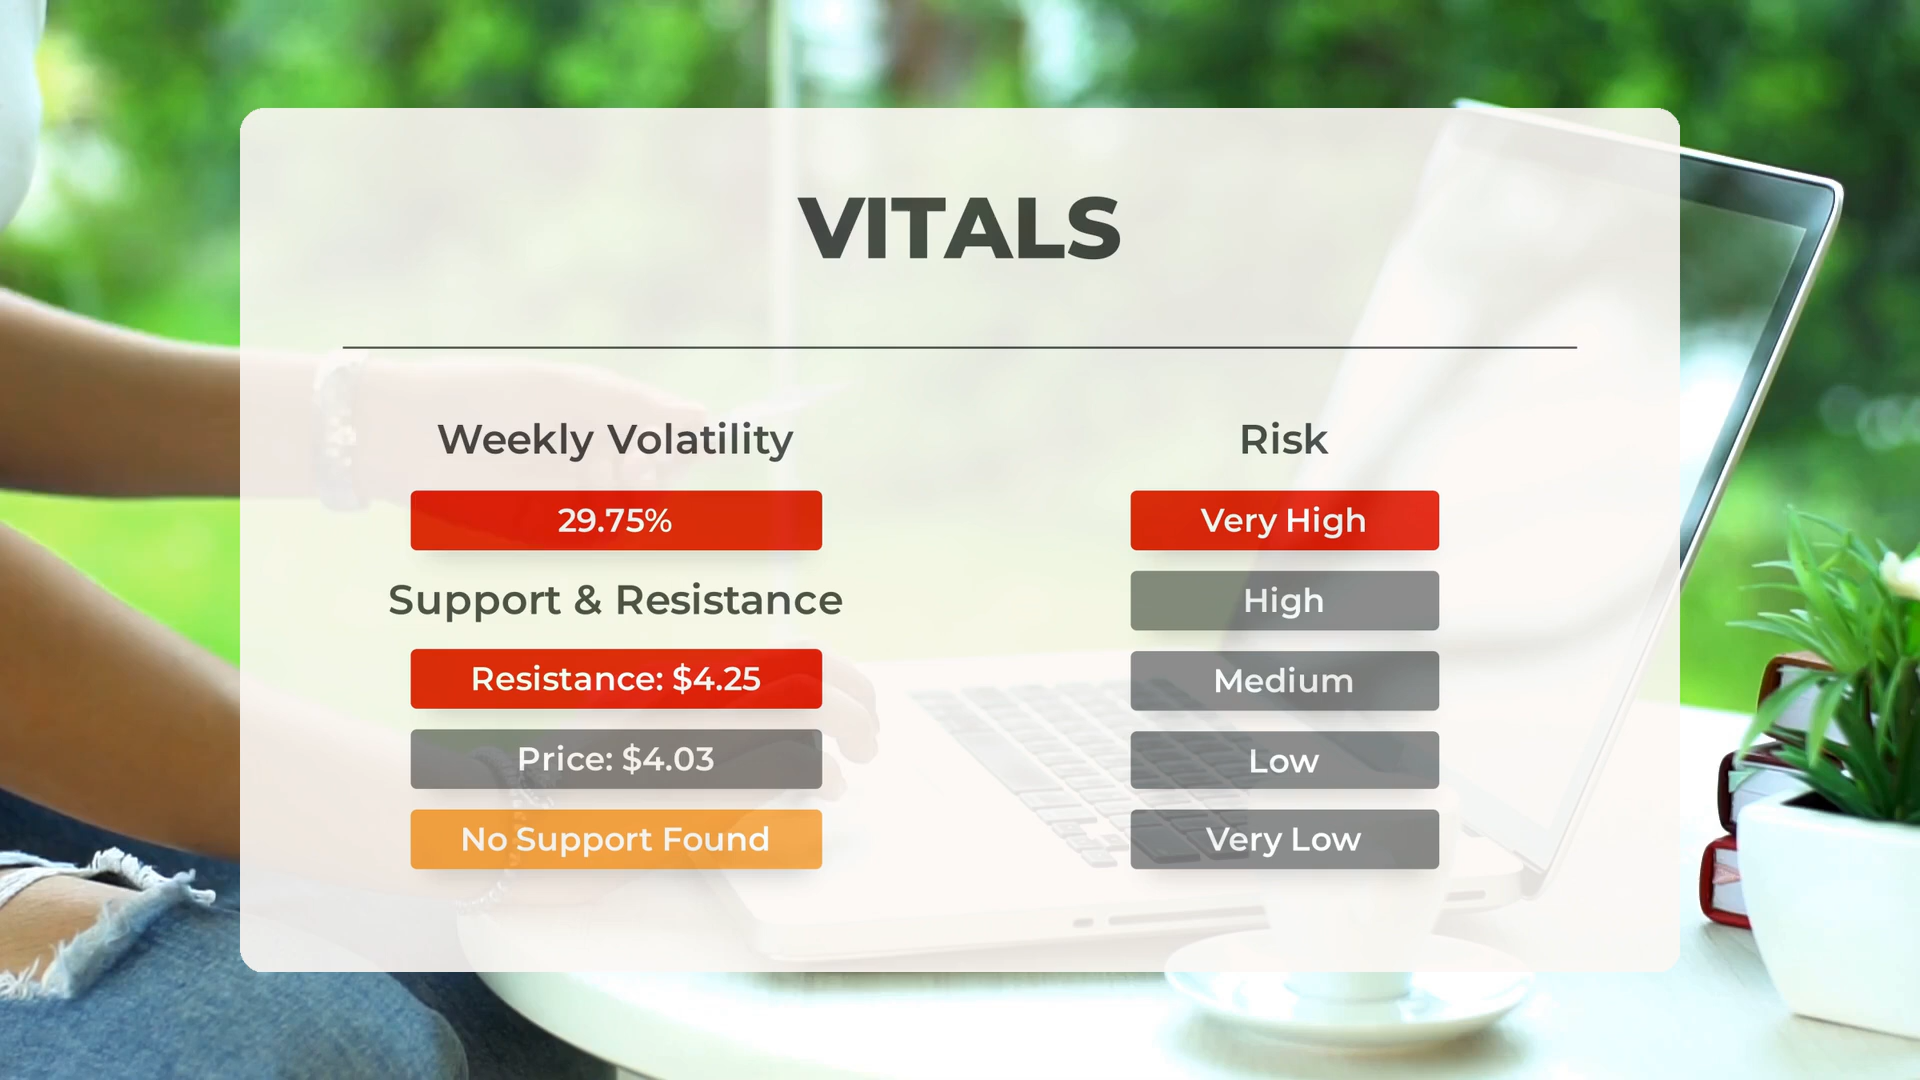 VITALS
Weekly Volatility
29.75%
Support & Resistance
Resistance: $4.25
Price: $4.03
No Support Found
Risk
Very High
High
Medium
Low
Very Low